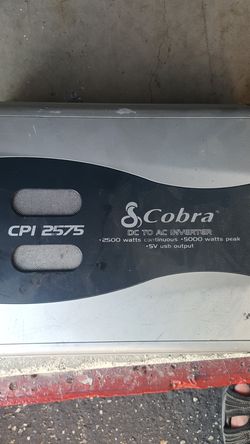 Cobra
CPI 2575
DC TO AC INVERTER
•2500 watts continuous •5000 watts peak
•5V usb output